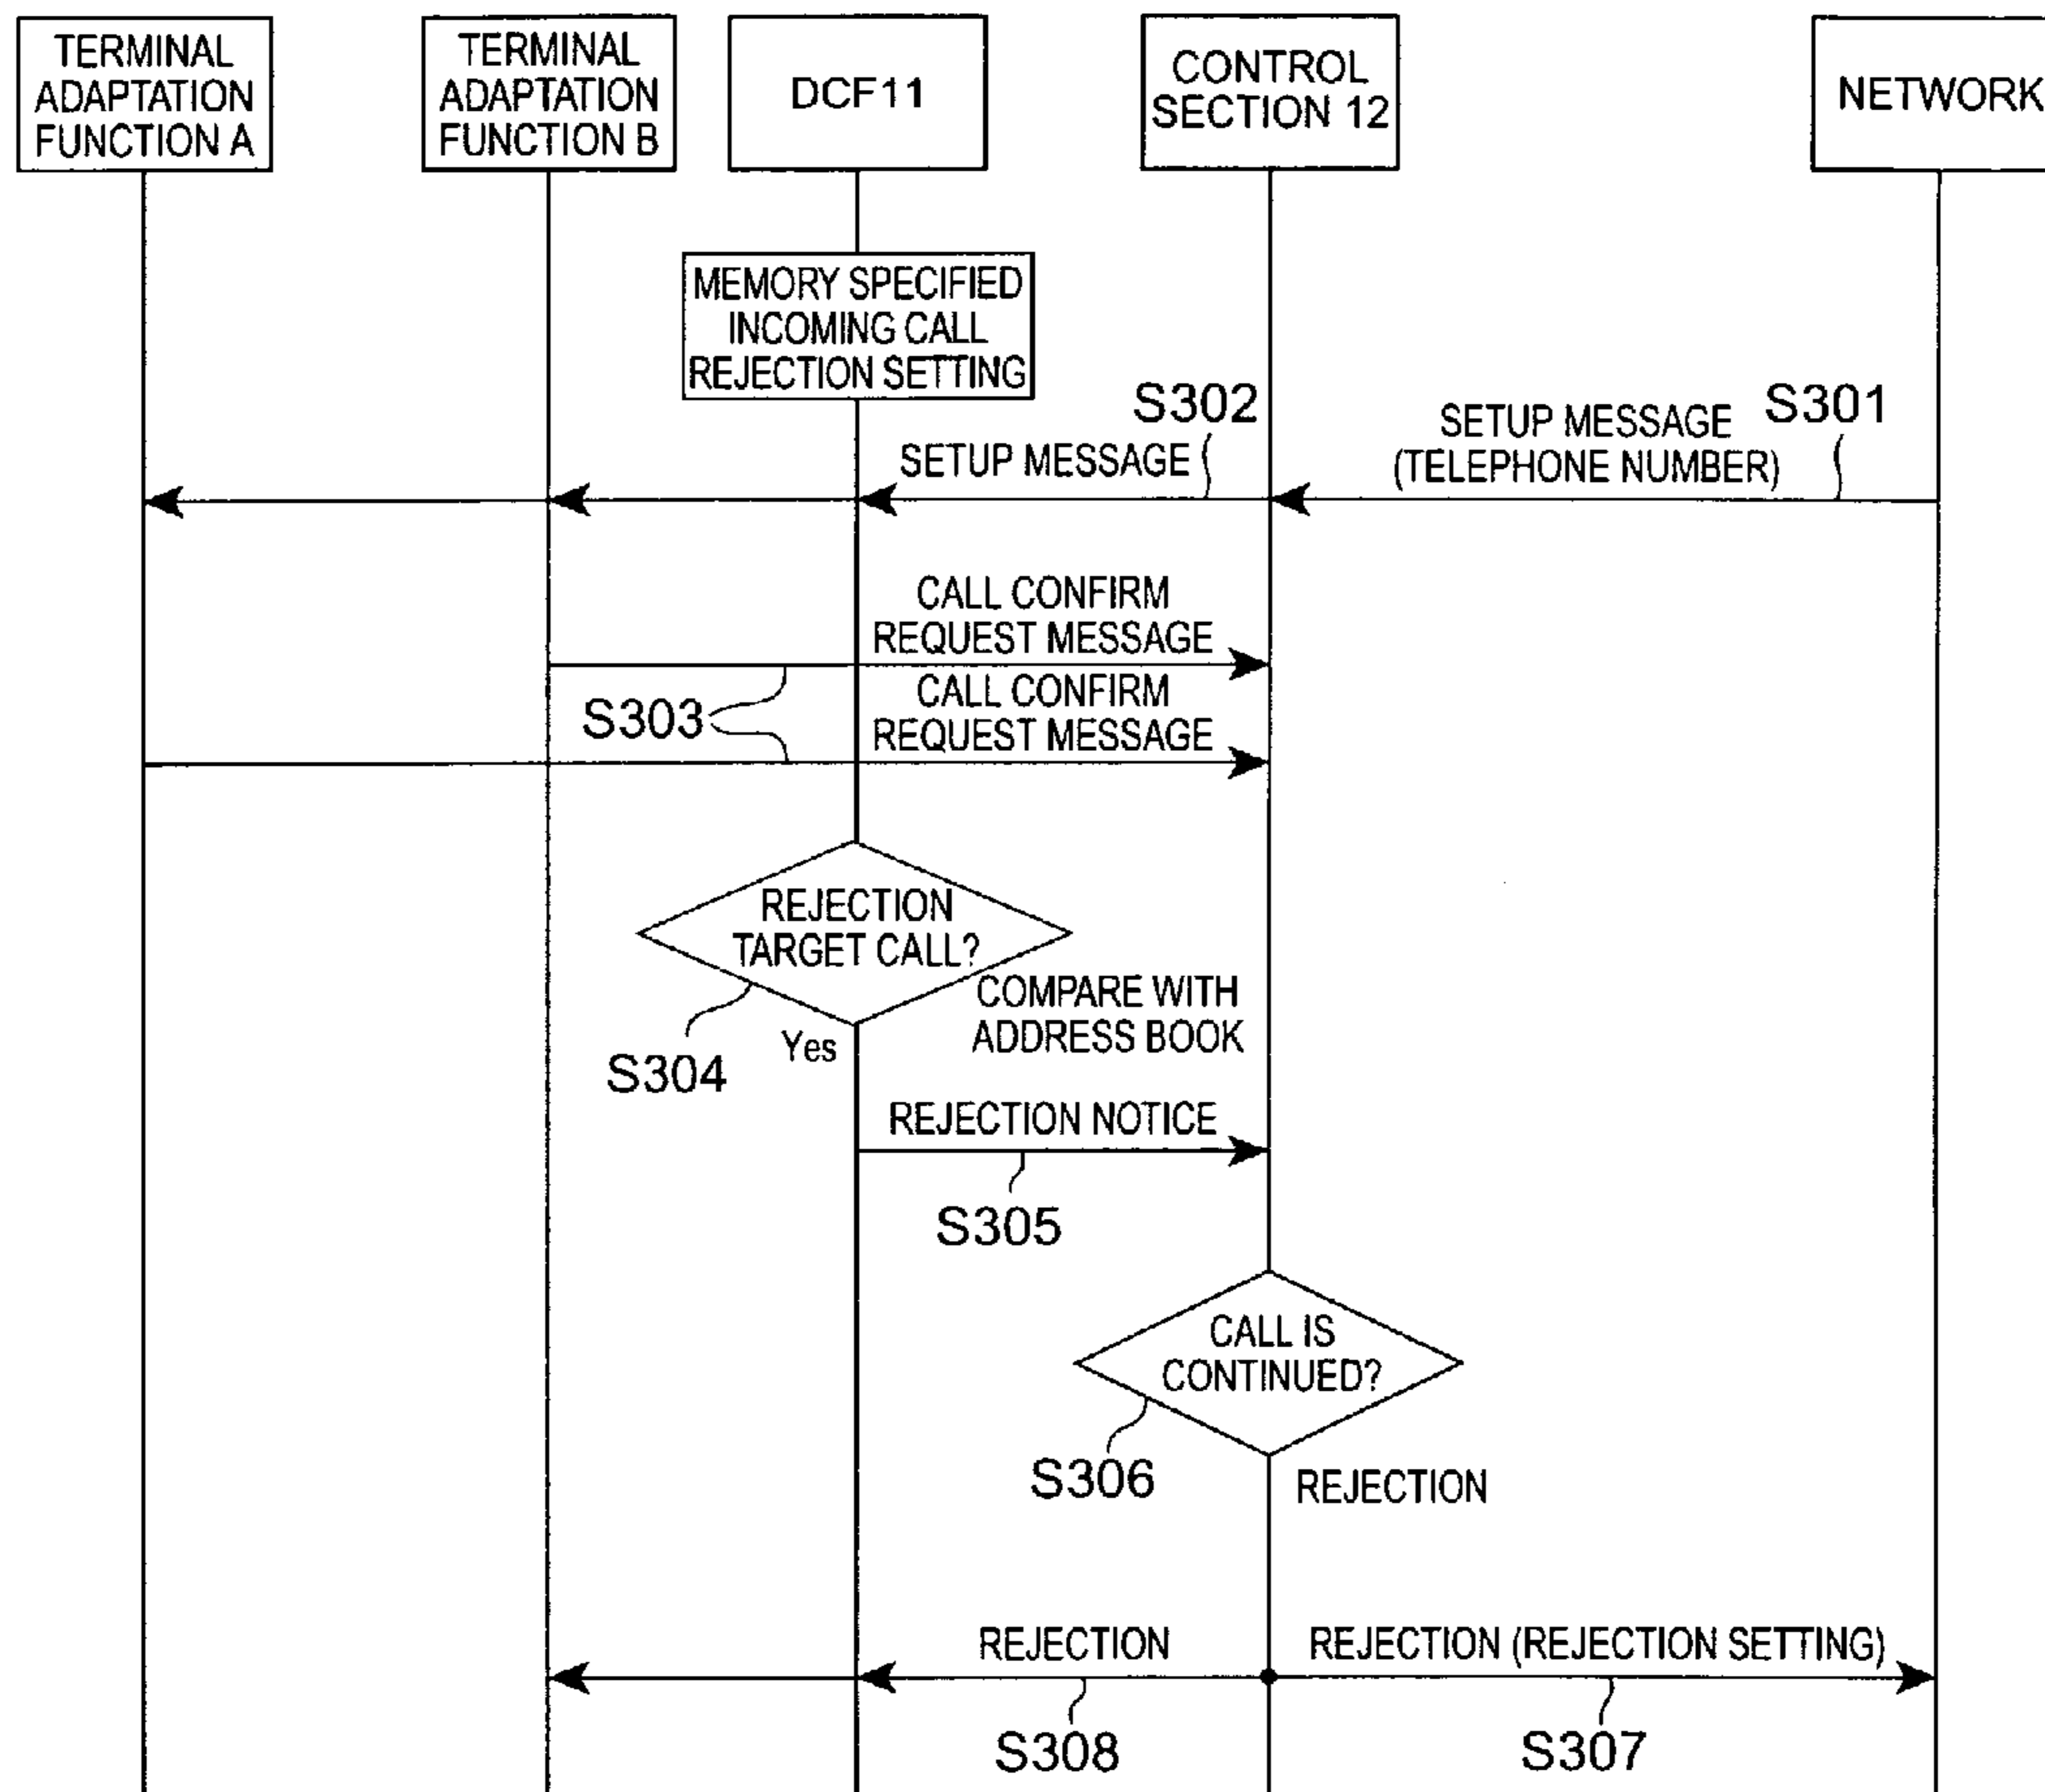 TERMINAL
ADAPTATION
FUNCTION A
TERMINAL
ADAPTATION
FUNCTION B
DCF11
CONTROL
SECTION 12
NETWORK
MEMORY SPECIFIED
INCOMING CALL
REJECTION SETTING
S302
SETUP MESSAGE
S301
SETUP MESSAGE
(TELEPHONE NUMBER)
CALL CONFIRM
REQUEST MESSAGE
S303
CALL CONFIRM
REQUEST MESSAGE
REJECTION
TARGET CALL?
COMPARE WITH
ADDRESS BOOK
Yes
S304
REJECTION NOTICE
S305
CALL IS
CONTINUED?
S306
REJECTION
REJECTION
REJECTION (REJECTION SETTING)
S308
S307